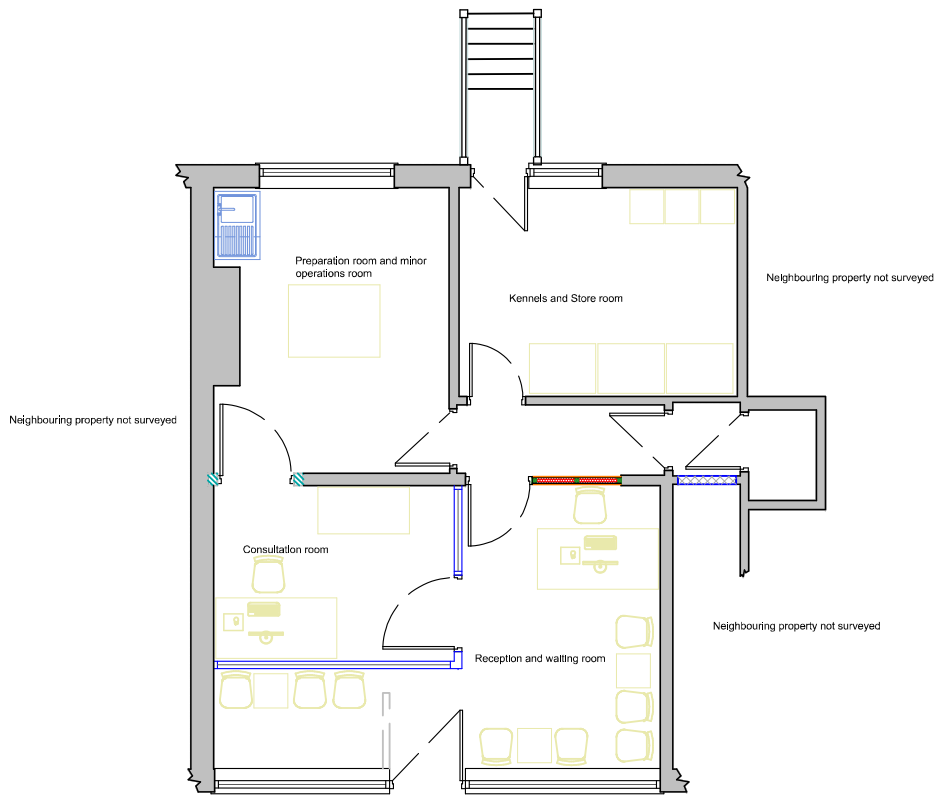 Preparation room and minor
operations room
Kennels and Store room
Neighbouring property not surveyed
Neighbouring property not surveyed
Consultation room
Reception and waiting room
Neighbouring property not surveyed